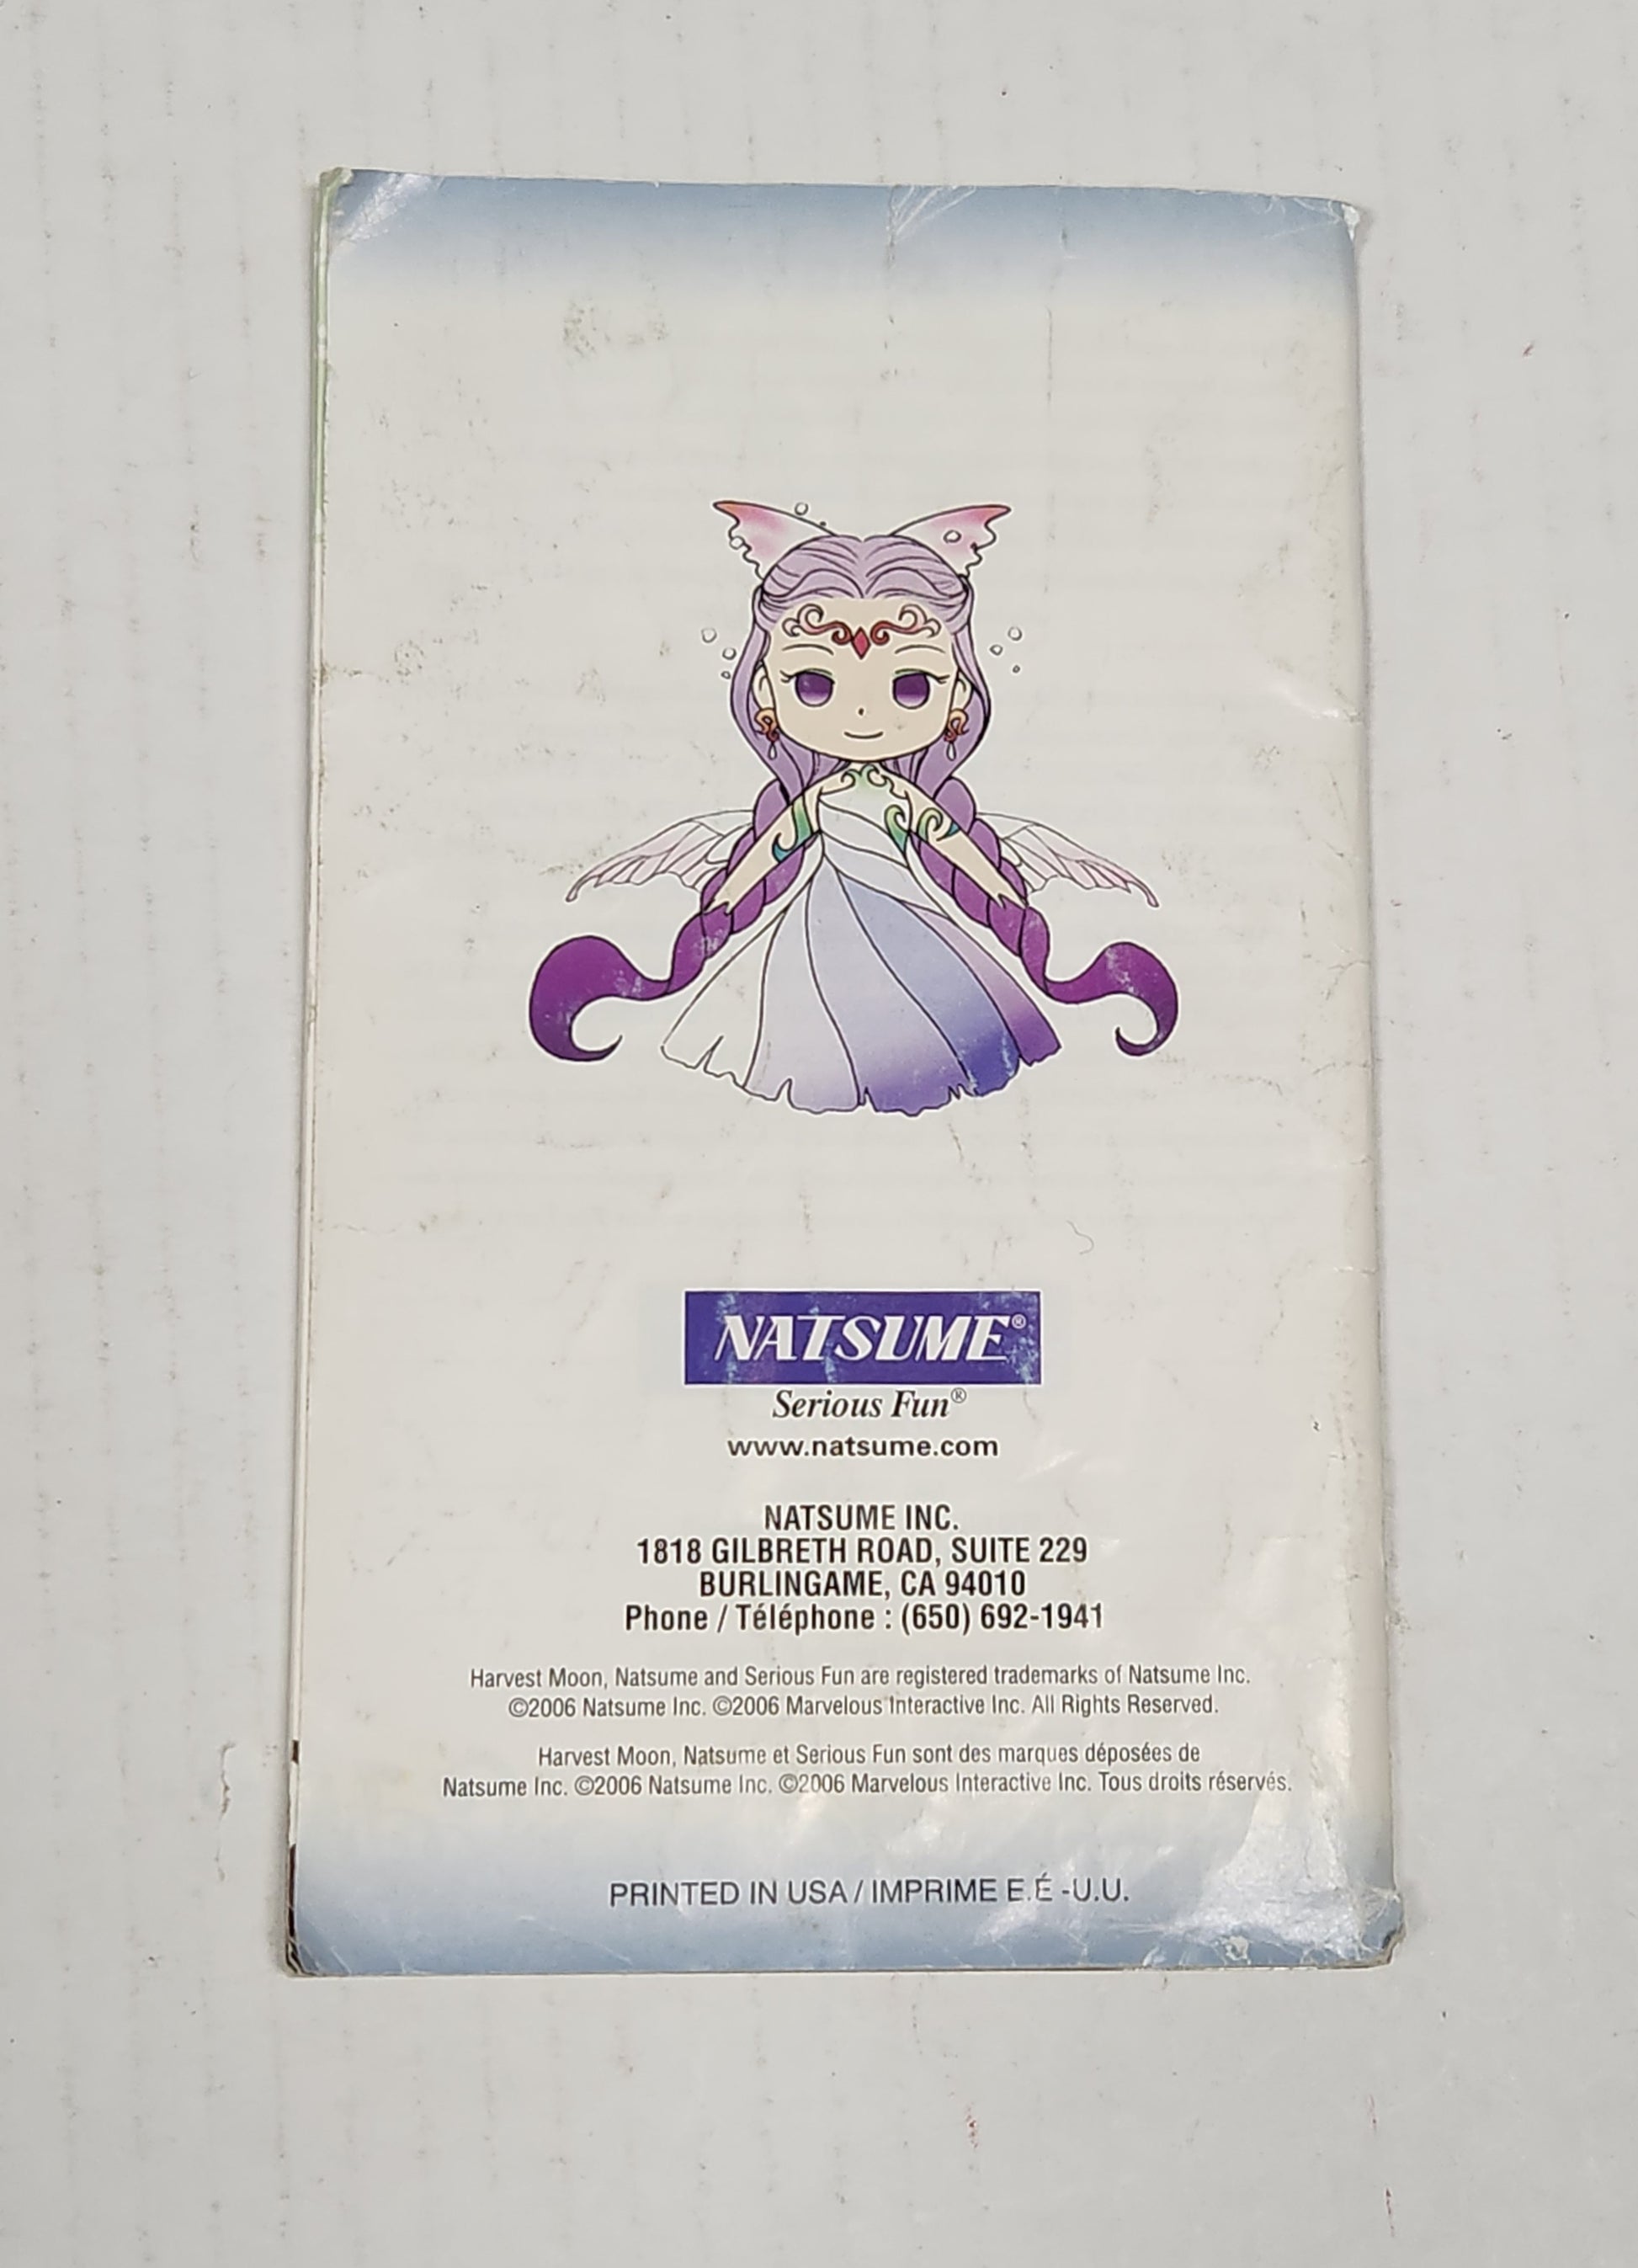 NATSUME®
Serious Fun®
www.natsume.com
NATSUME INC.
1818 GILBRETH ROAD, SUITE 229
BURLINGAME, CA 94010
Phone / Téléphone : (650) 692-1941
Harvest Moon, Natsume and Serious Fun are registered trademarks of Natsume Inc.
©2006 Natsume Inc. ©2006 Marvelous Interactive Inc. All Rights Reserved.
Harvest Moon, Natsume et Serious Fun sont des marques déposées de
Natsume Inc. ©2006 Natsume Inc. ©2006 Marvelous Interactive Inc. Tous droits réservés.
PRINTED IN USA / IMPRIME E.É -U.U.